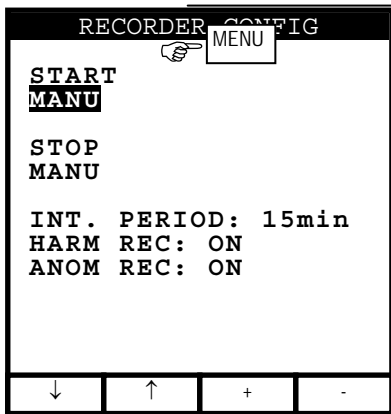 RECORDER CONFIG
MENU
START
MANU
STOP
MANU
INT. PERIOD: 15min
HARM REC: ON
ANOM REC: ON
↓ ↑ + -